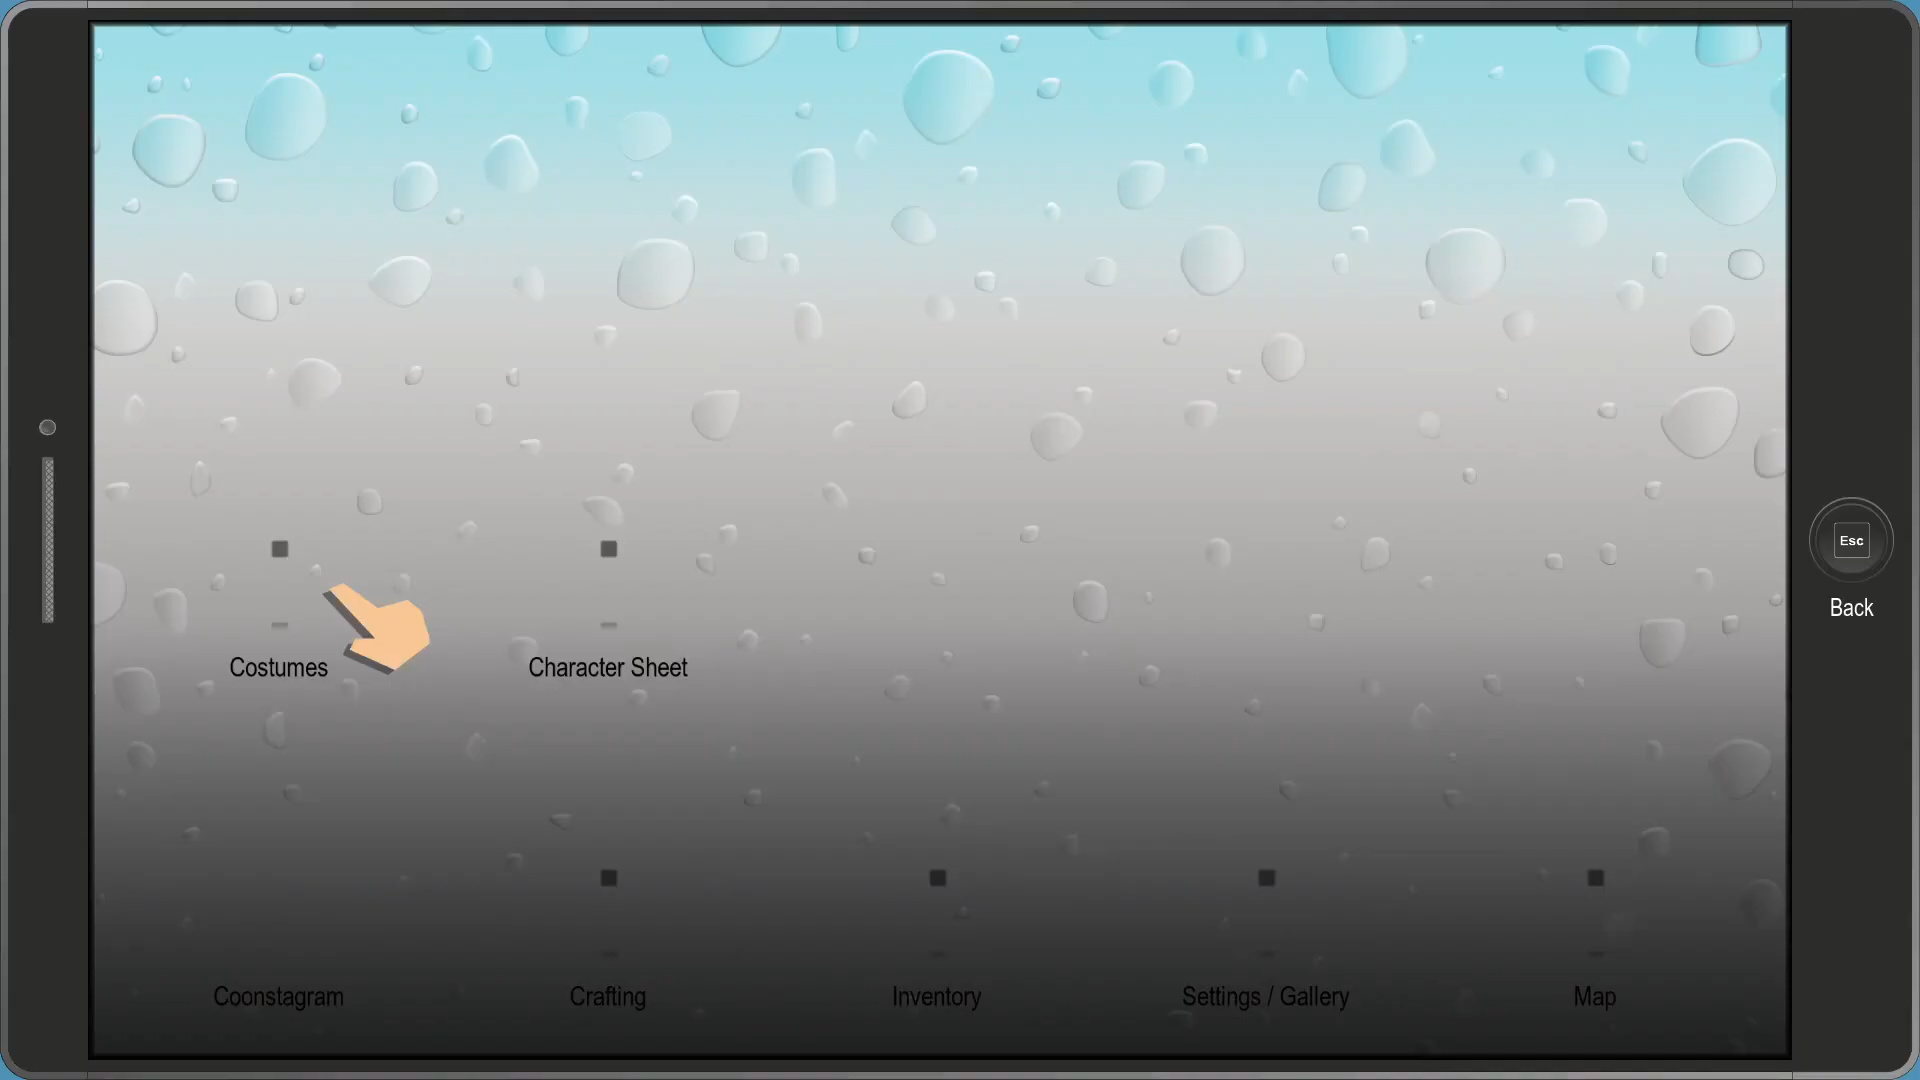 Esc
Back
Costumes
Character Sheet
Coonstagram
Crafting
Inventory
Settings / Gallery
Map